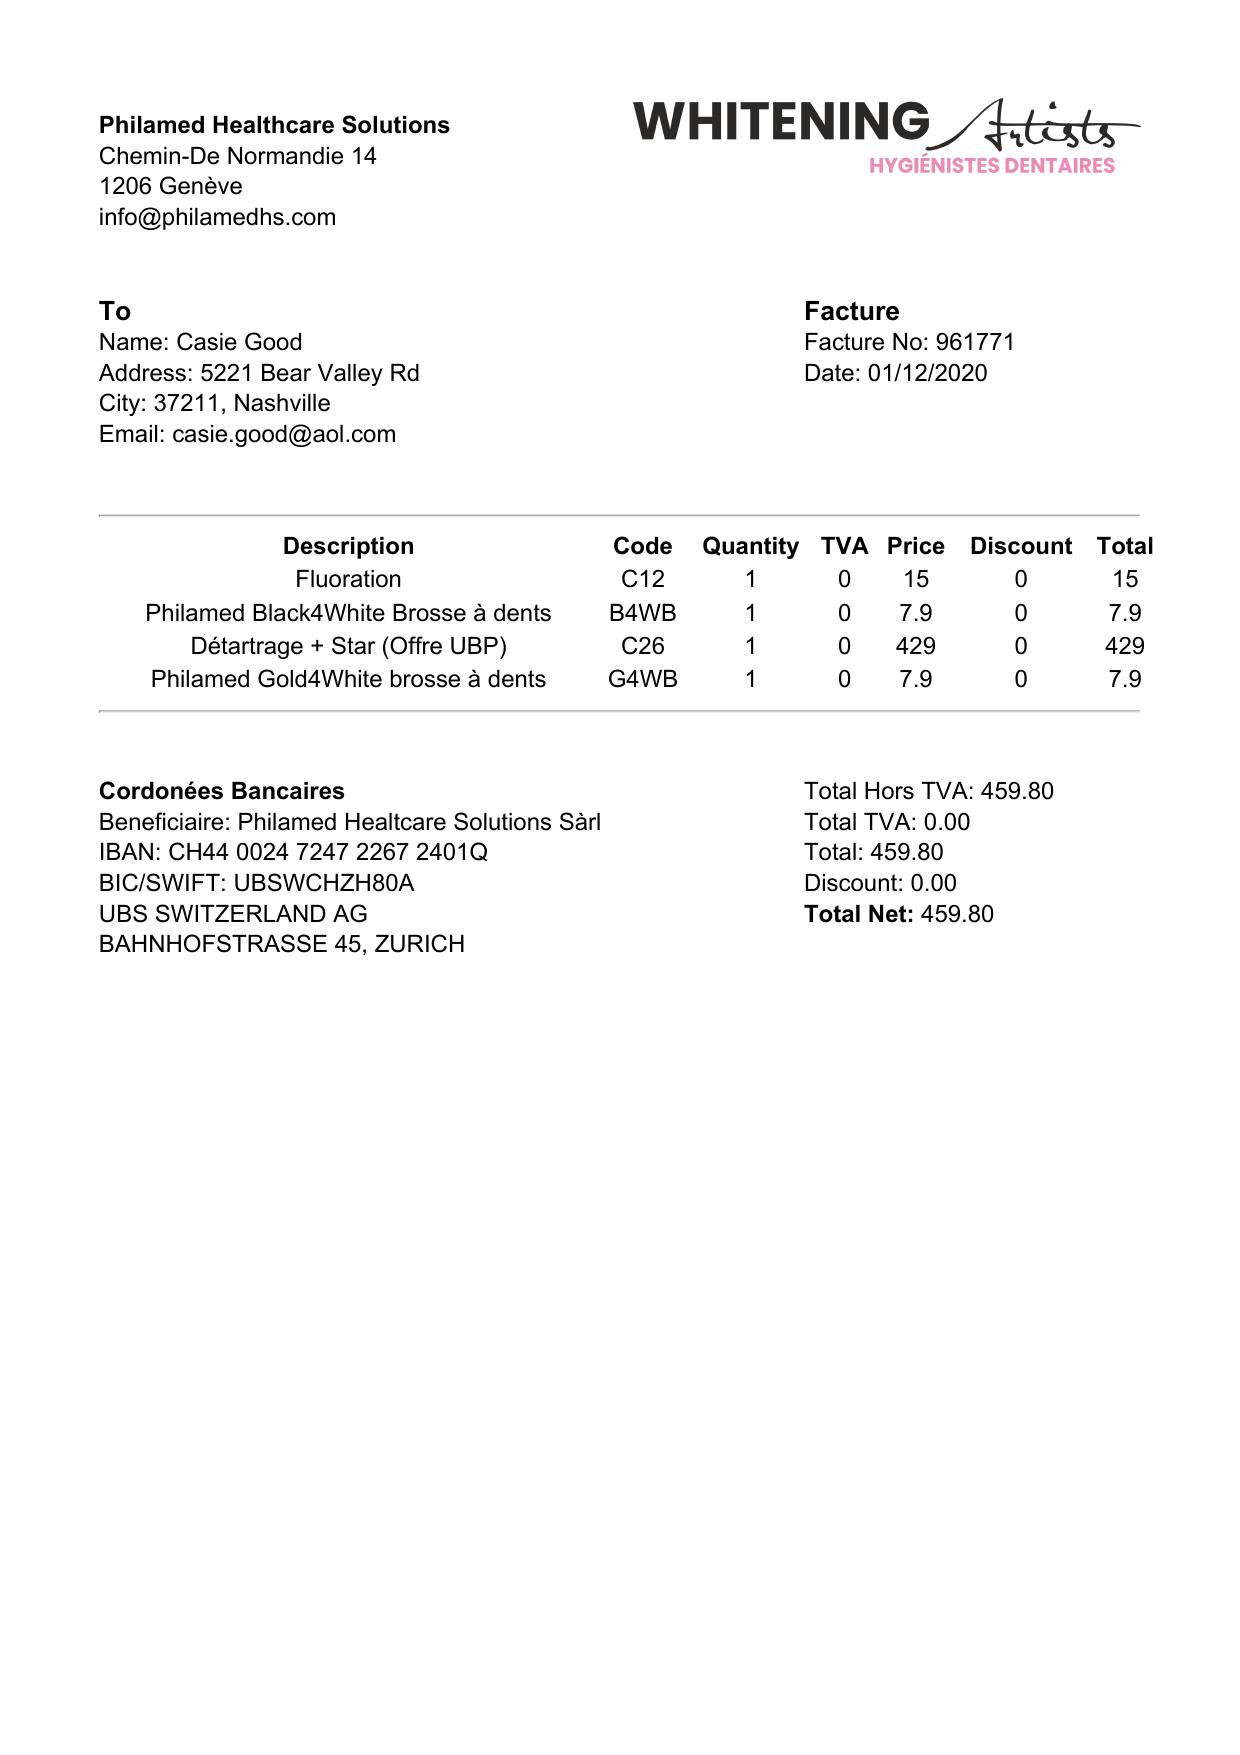 Philamed Healthcare Solutions
Chemin-De Normandie 14
1206 Genève
info@philamedhs.com
WHITENING Artists
HYGIÉNISTES DENTAIRES
To
Name: Casie Good
Address: 5221 Bear Valley Rd
City: 37211, Nashville
Email: casie.good@aol.com
Facture
Facture No: 961771
Date: 01/12/2020
Description Code Quantity TVA Price Discount Total
Fluoration C12 1 0 15 0 15
Philamed Black4White Brosse à dents B4WB 1 0 7.9 0 7.9
Détartrage + Star (Offre UBP) C26 1 0 429 0 429
Philamed Gold4White brosse à dents G4WB 1 0 7.9 0 7.9
Cordonées Bancaires
Beneficiaire: Philamed Healtcare Solutions Sàrl
IBAN: CH44 0024 7247 2267 2401Q
BIC/SWIFT: UBSWCHZH80A
UBS SWITZERLAND AG
BAHNHOFSTRASSE 45, ZURICH
Total Hors TVA: 459.80
Total TVA: 0.00
Total: 459.80
Discount: 0.00
Total Net: 459.80